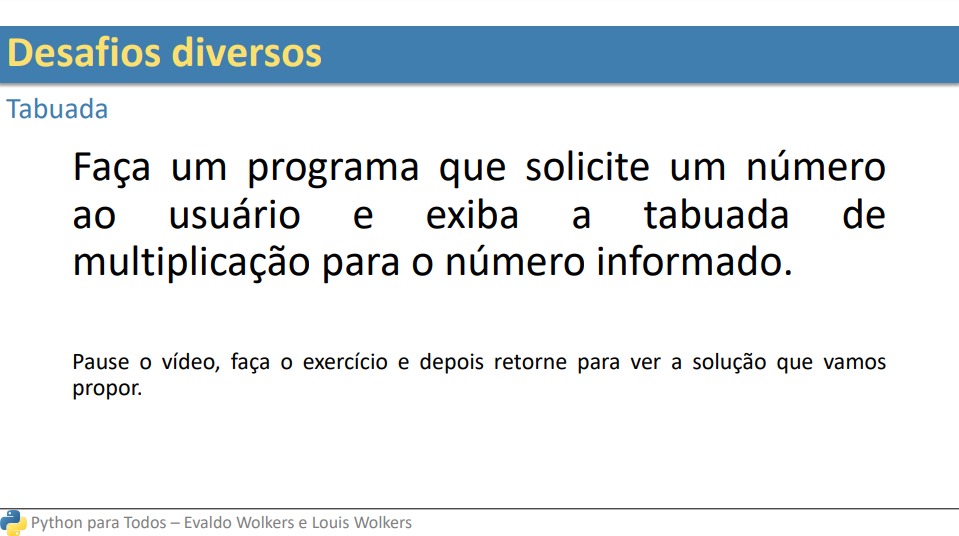 Desafios diversos
Tabuada
Faça um programa que solicite um número
ao usuário e exiba a tabuada de
multiplicação para o número informado.
Pause o vídeo, faça o exercício e depois retorne para ver a solução que vamos
propor.
Python para Todos – Evaldo Wolkers e Louis Wolkers